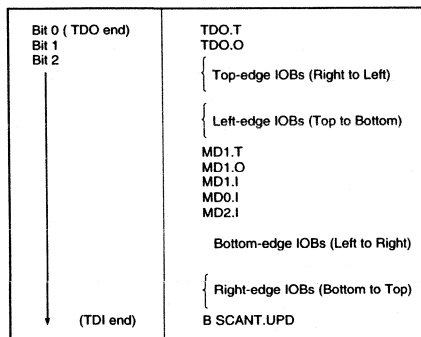 Bit 0 ( TDO end) TDO.T
Bit 1 TDO.O
Bit 2
Top-edge IOBs (Right to Left)
Left-edge IOBs (Top to Bottom)
MD1.T
MD1.O
MD1.I
MD0.I
MD2.I
Bottom-edge IOBs (Left to Right)
Right-edge IOBs (Bottom to Top)
(TDI end) B SCANT.UPD